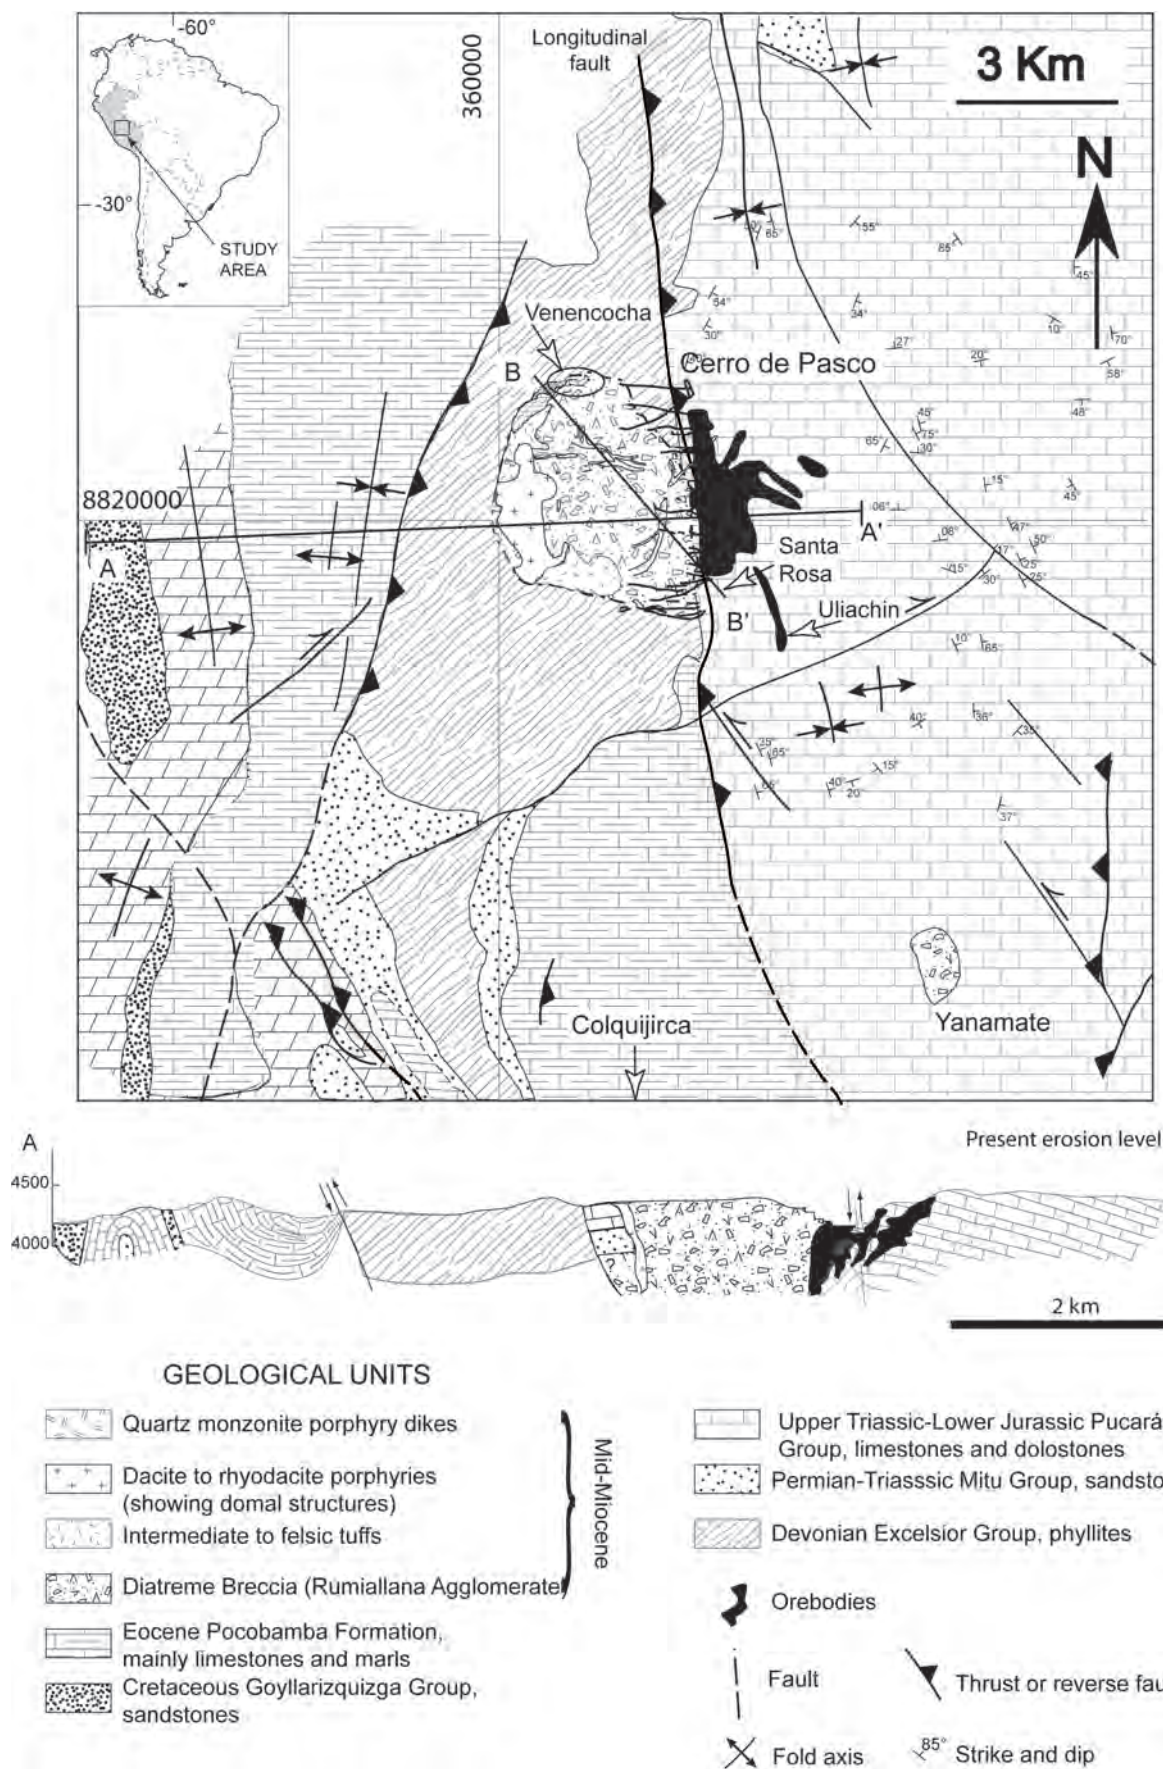 -60°
360000
Longitudinal
fault
3 Km
N
-30°
STUDY
AREA
65°
55°
85°
45°
Venencocha
54°
34°
30°
10°
70°
27°
20°
58°
B
Cerro de Pasco
48°
45°
75°
65°
30°
8820000
15°
45°
06°
A'
47°
A
06°
50°
Santa
Rosa
17°
15°
25°
30°
25°
Uliachin
B'
10°
65°
40°
36°
35°
25°
65°
15°
65°
40°
20
37°
Yanamate
Colquijirca
A
Present erosion level
4500
4000
2 km
GEOLOGICAL UNITS
Quartz monzonite porphyry dikes
Dacite to rhyodacite porphyries
(showing domal structures)
Intermediate to felsic tuffs
Diatreme Breccia (Rumiallana Agglomerate)
Mid-Miocene
Eocene Pocobamba Formation,
mainly limestones and marls
Cretaceous Goyllarizquizga Group,
sandstones
Upper Triassic-Lower Jurassic Pucará
Group, limestones and dolostones
Permian-Triasssic Mitu Group, sandsto
Devonian Excelsior Group, phyllites
Orebodies
Fault
Thrust or reverse fau
Fold axis
85°
Strike and dip